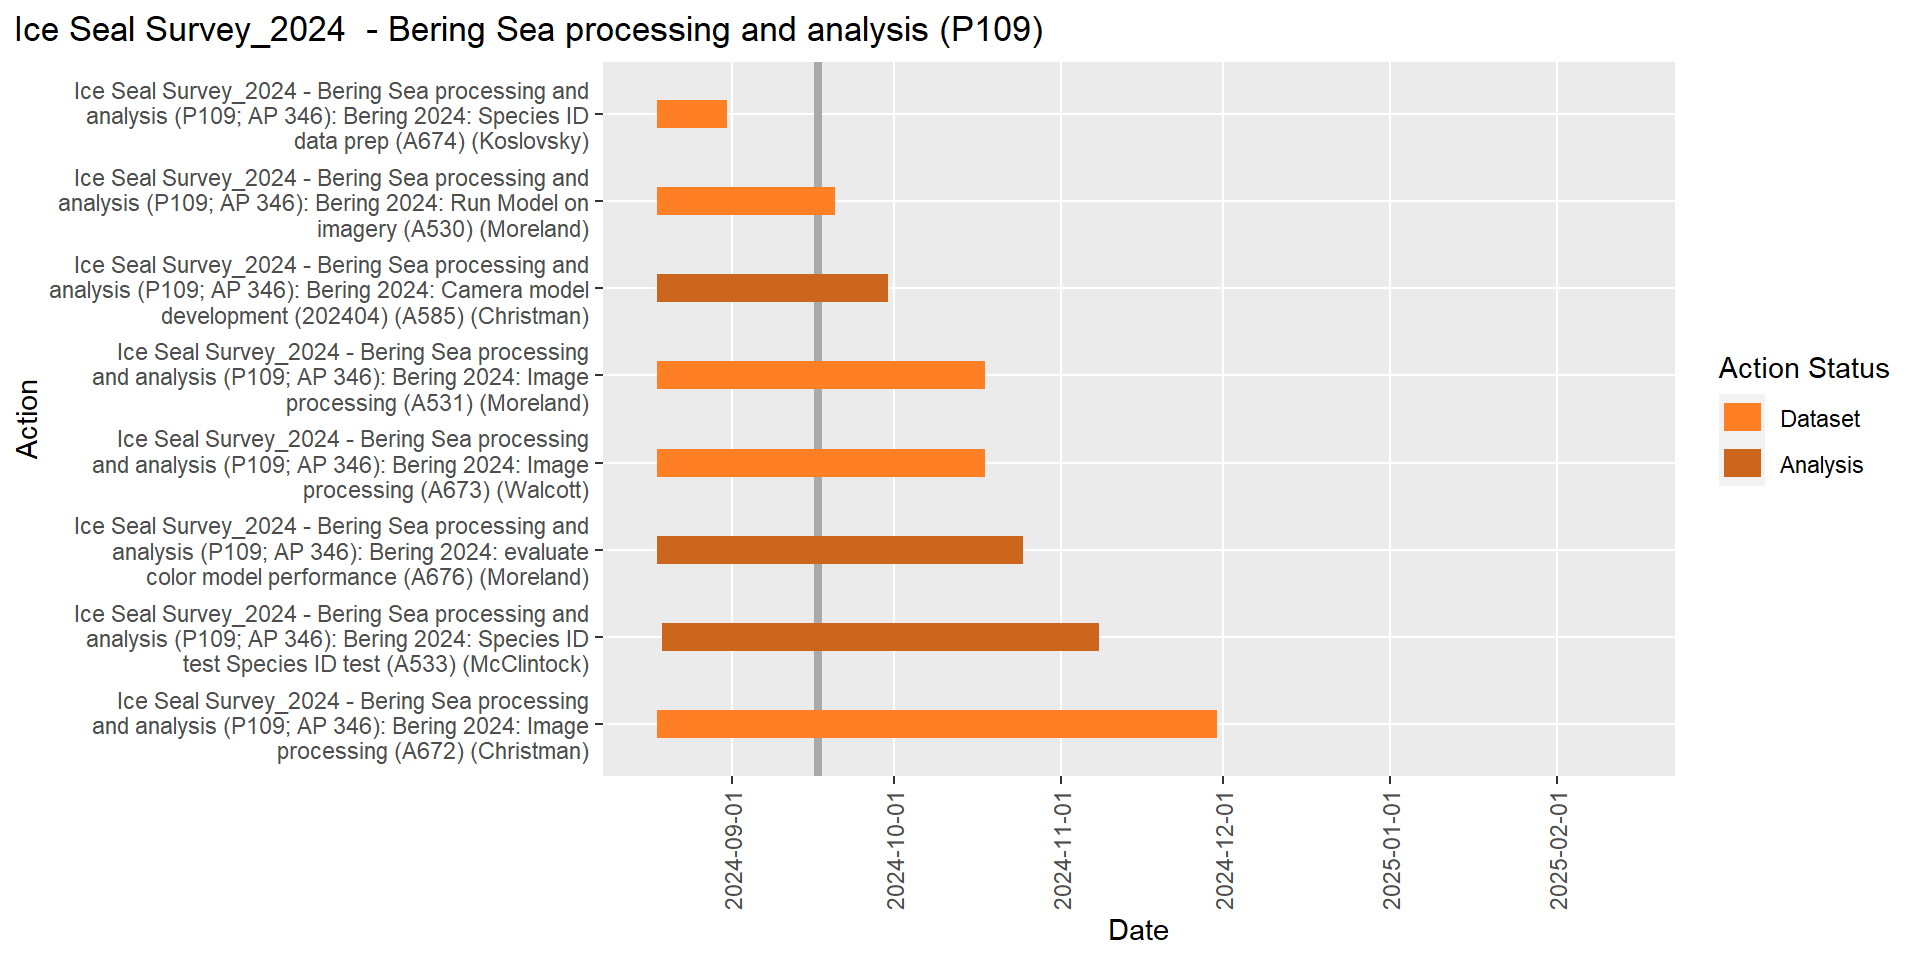 Ice Seal Survey_2024  - Bering Sea processing and analysis (P109)
Action
Ice Seal Survey_2024 - Bering Sea processing and
analysis (P109; AP 346): Bering 2024: Species ID
data prep (A674) (Koslovsky)
Ice Seal Survey_2024 - Bering Sea processing and
analysis (P109; AP 346): Bering 2024: Run Model on
imagery (A530) (Moreland)
Ice Seal Survey_2024 - Bering Sea processing and
analysis (P109; AP 346): Bering 2024: Camera model
development (202404) (A585) (Christman)
Ice Seal Survey_2024 - Bering Sea processing
and analysis (P109; AP 346): Bering 2024: Image
processing (A531) (Moreland)
Ice Seal Survey_2024 - Bering Sea processing
and analysis (P109; AP 346): Bering 2024: Image
processing (A673) (Walcott)
Ice Seal Survey_2024 - Bering Sea processing and
analysis (P109; AP 346): Bering 2024: evaluate
color model performance (A676) (Moreland)
Ice Seal Survey_2024 - Bering Sea processing and
analysis (P109; AP 346): Bering 2024: Species ID
test Species ID test (A533) (McClintock)
Ice Seal Survey_2024 - Bering Sea processing
and analysis (P109; AP 346): Bering 2024: Image
processing (A672) (Christman)
2024-09-01
2024-10-01
2024-11-01
2024-12-01
2025-01-01
2025-02-01
Date
Action Status
Dataset
Analysis